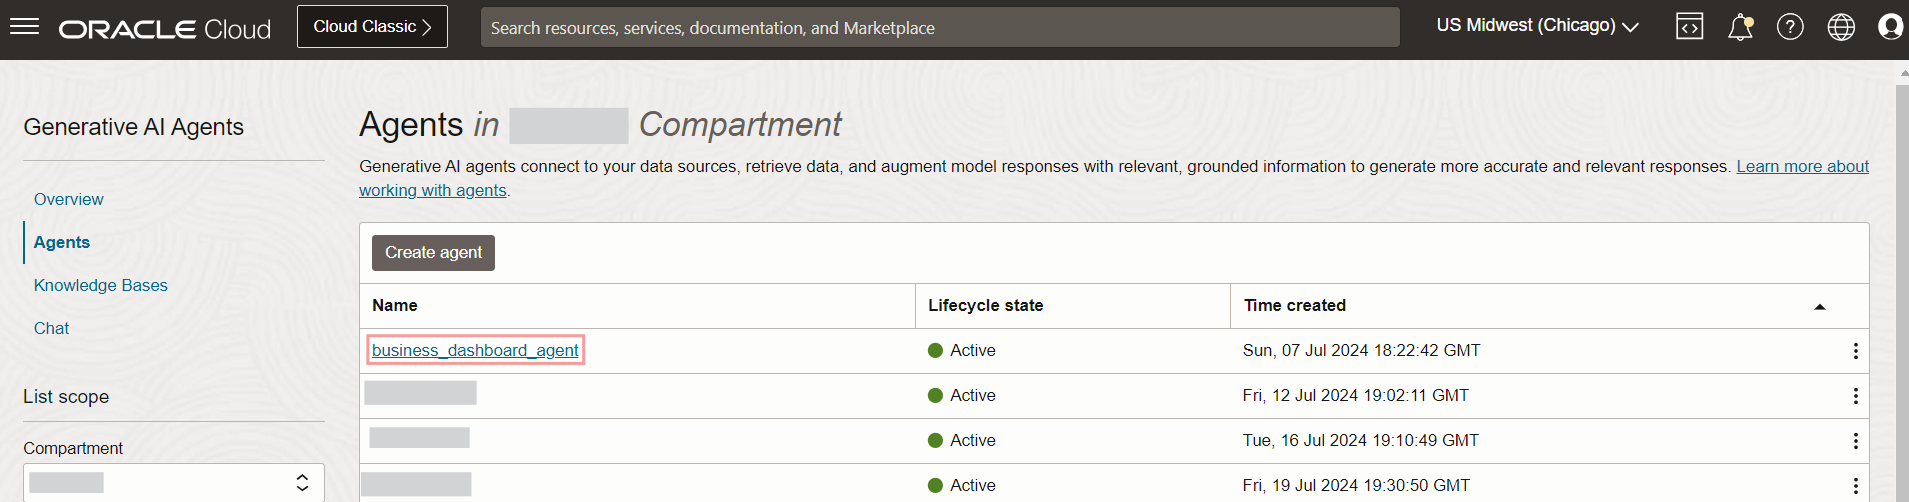 ORACLE Cloud
Cloud Classic
Search resources, services, documentation, and Marketplace
US Midwest (Chicago)
Generative AI Agents
Overview
Agents
Knowledge Bases
Chat
List scope
Compartment
Agents in Compartment
Generative AI agents connect to your data sources, retrieve data, and augment model responses with relevant, grounded information to generate more accurate and relevant responses. Learn more about
working with agents.
Create agent
Name Lifecycle state Time created
business_dashboard_agent Active Sun, 07 Jul 2024 18:22:42 GMT
Active Fri, 12 Jul 2024 19:02:11 GMT
Active Tue, 16 Jul 2024 19:10:49 GMT
Active Fri, 19 Jul 2024 19:30:50 GMT